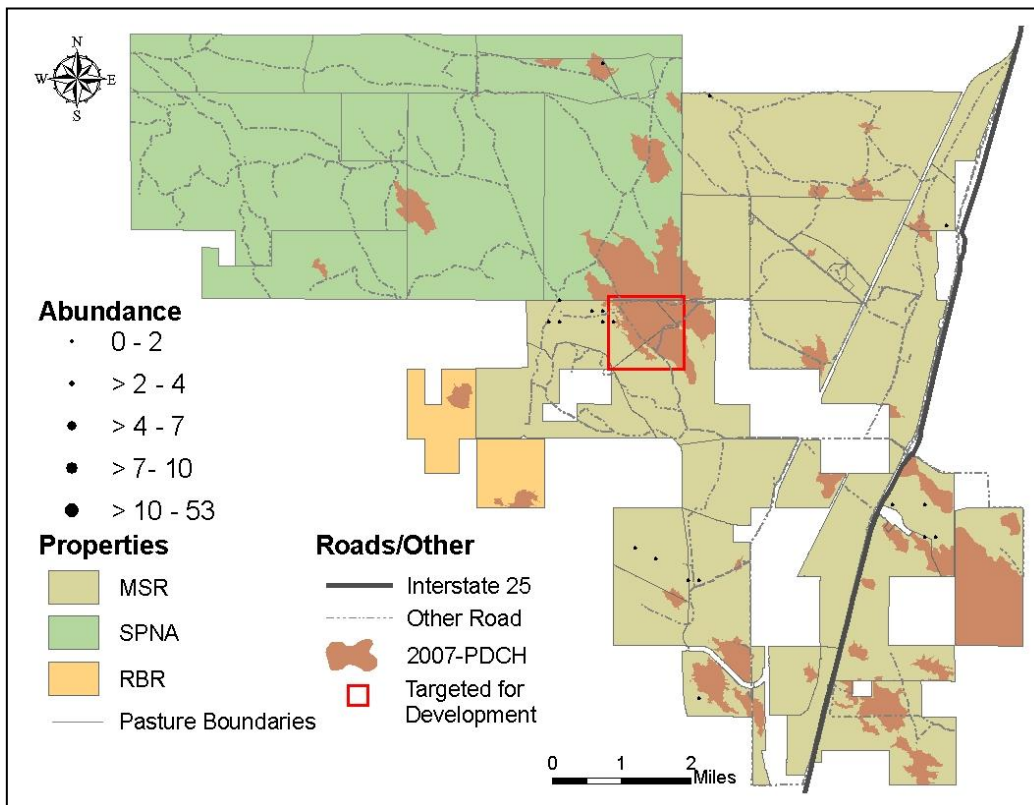 N
W E
S
Abundance
0 - 2
> 2 - 4
> 4 - 7
> 7- 10
> 10 - 53
Properties
MSR
SPNA
RBR
Pasture Boundaries
Roads/Other
Interstate 25
Other Road
2007-PDCH
Targeted for
Development
0 1 2
Miles